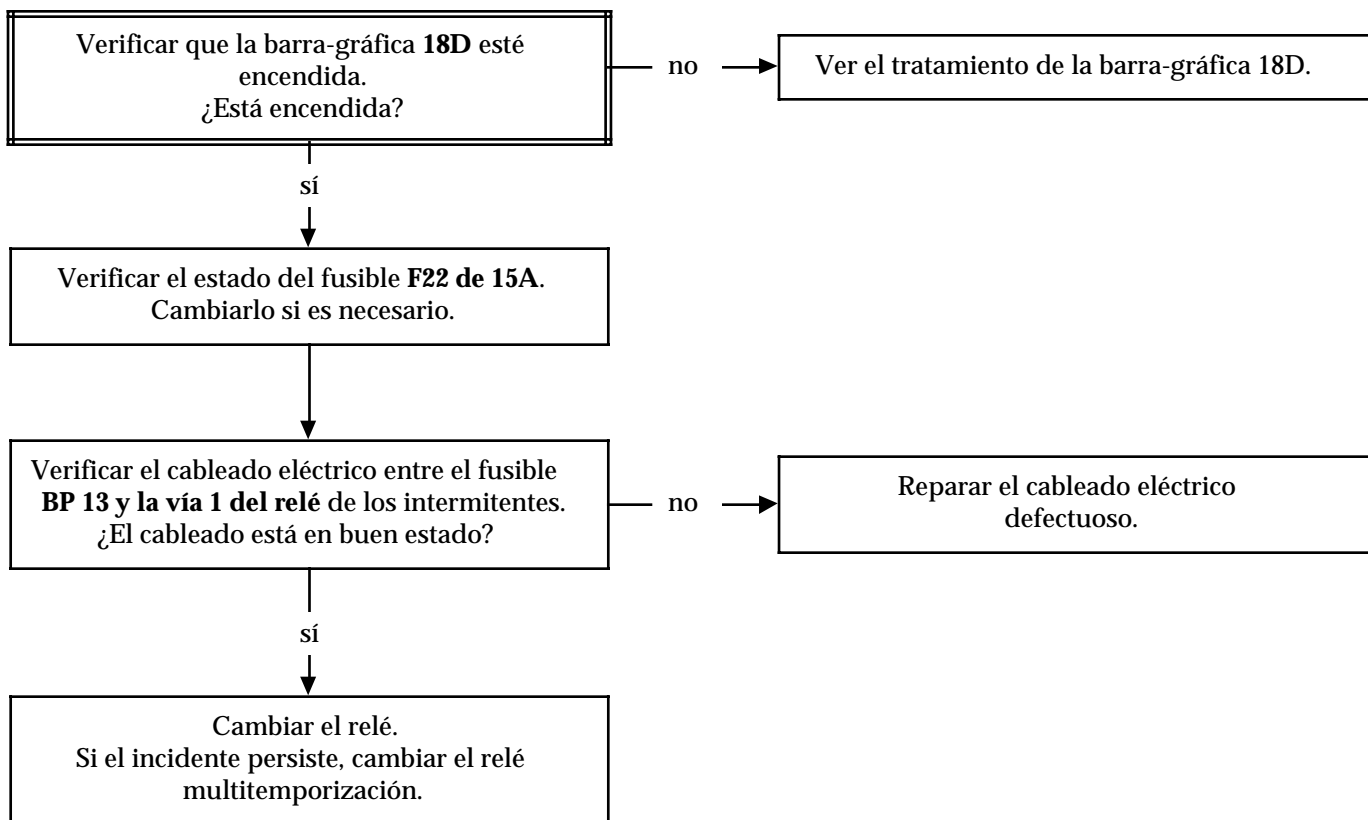 Verificar que la barra-gráfica 18D esté
encendida.
¿Está encendida?
no
Ver el tratamiento de la barra-gráfica 18D.
sí
Verificar el estado del fusible F22 de 15A.
Cambiarlo si es necesario.
Verificar el cableado eléctrico entre el fusible
BP 13 y la vía 1 del relé de los intermitentes.
¿El cableado está en buen estado?
no
Reparar el cableado eléctrico
defectuoso.
sí
Cambiar el relé.
Si el incidente persiste, cambiar el relé
multitemporización.